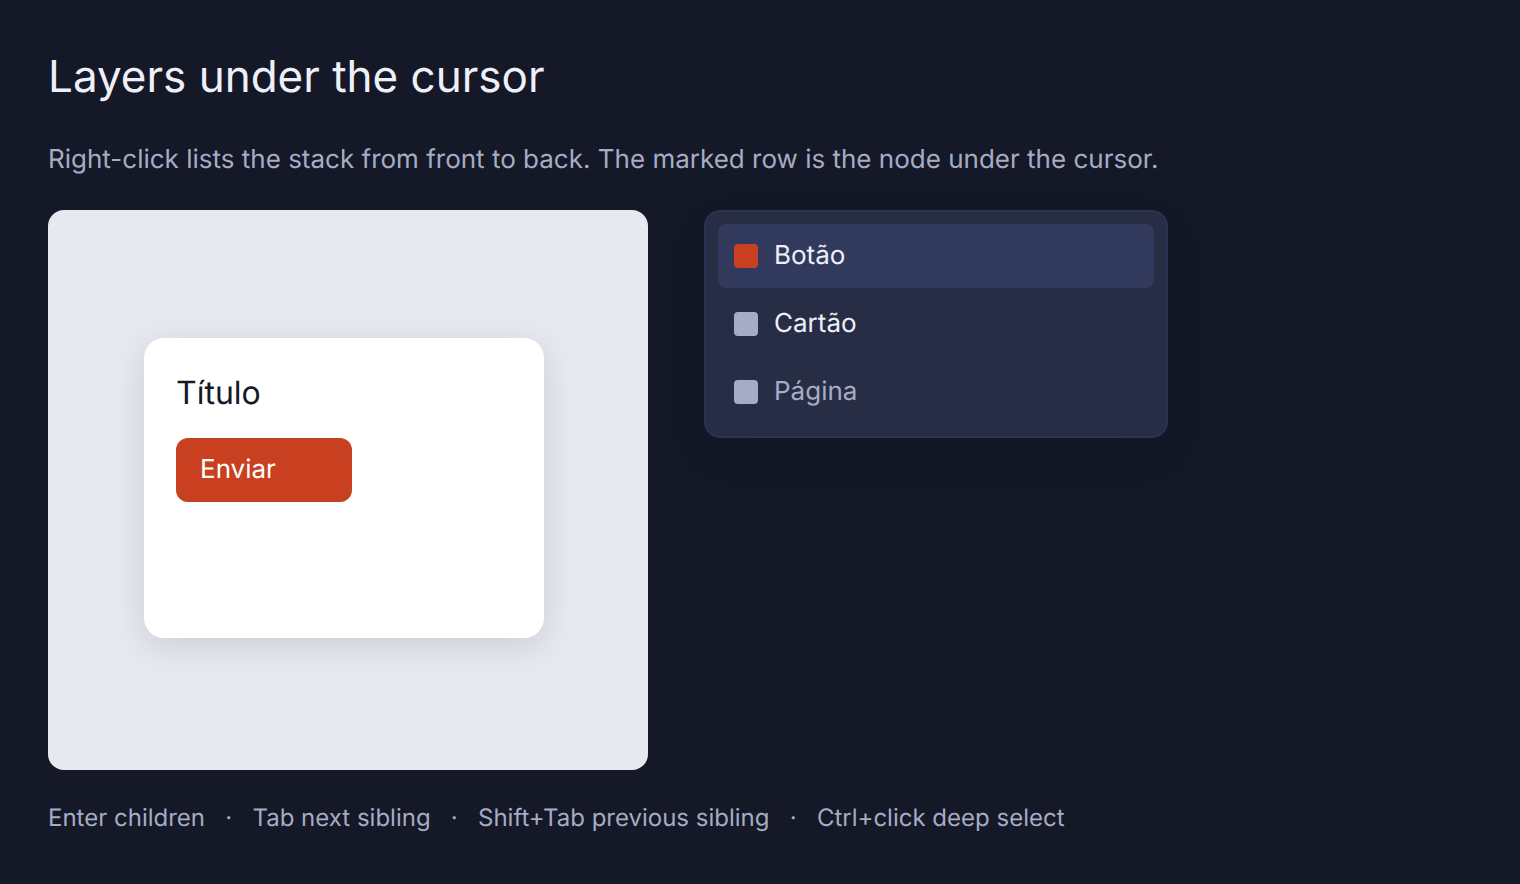 Layers under the cursor
Right-click lists the stack from front to back. The marked row is the node under the cursor.
Título
Enviar
Botão
Cartão
Página
Enter children · Tab next sibling · Shift+Tab previous sibling · Ctrl+click deep select